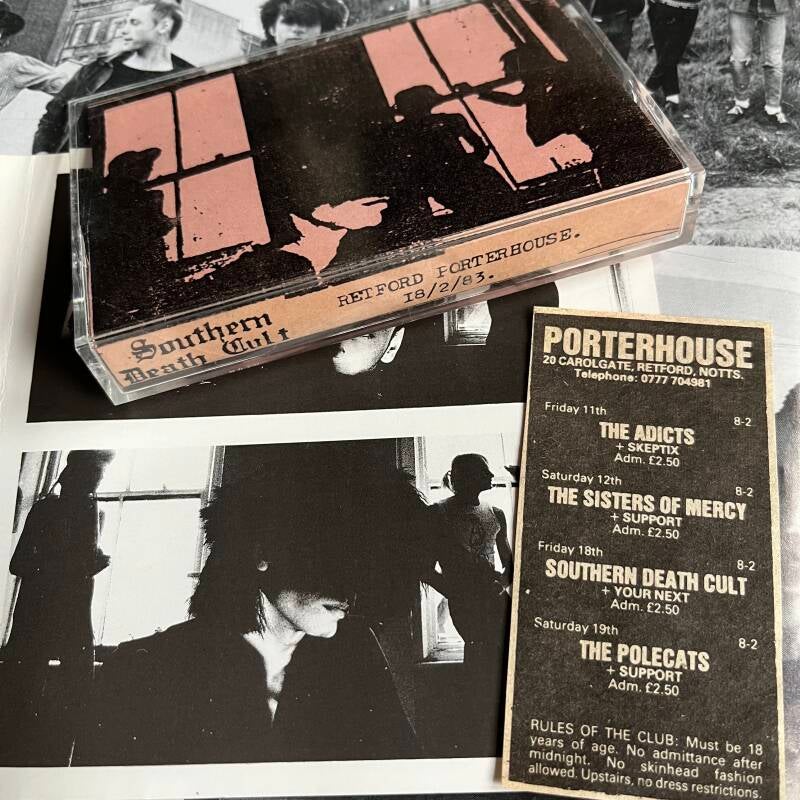 Southern
Death Cult
RETFORD PORTERHOUSE.
18/2/83.
PORTERHOUSE
20 CAROLGATE, RETFORD, NOTTS.
Telephone: 0777 704981
Friday 11th 8-2
THE ADICTS
+ SKEPTIX
Adm. £2.50
Saturday 12th 8-2
THE SISTERS OF MERCY
+ SUPPORT
Adm. £2.50
Friday 18th 8-2
SOUTHERN DEATH CULT
+ YOUR NEXT
Adm. £2.50
Saturday 19th 8-2
THE POLECATS
+ SUPPORT
Adm. £2.50
RULES OF THE CLUB: Must be 18
years of age. No admittance after
midnight. No skinhead fashion
allowed. Upstairs, no dress restrictions.